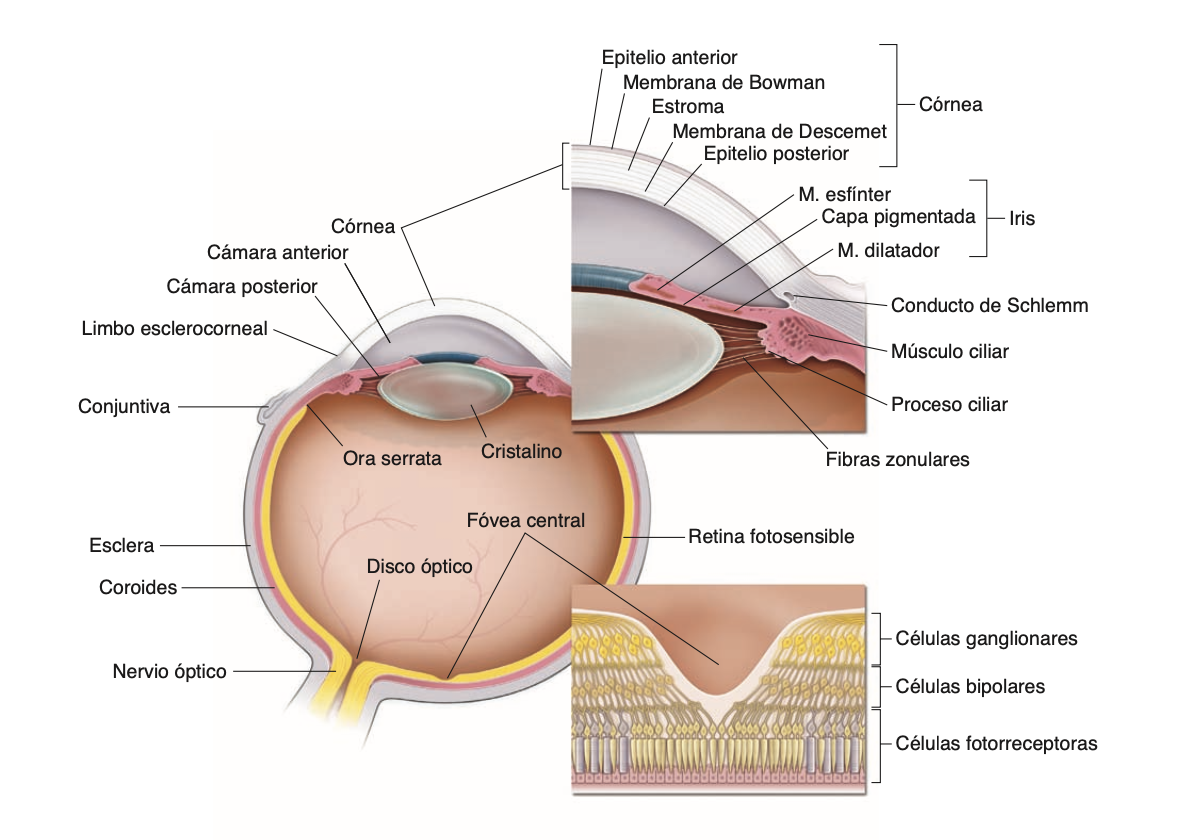 Epitelio anterior
Membrana de Bowman
Estroma
Córnea
Membrana de Descemet
Epitelio posterior
M. esfínter
Capa pigmentada
Iris
M. dilatador
Córnea
Cámara anterior
Cámara posterior
Limbo esclerocorneal
Conducto de Schlemm
Músculo ciliar
Conjuntiva
Proceso ciliar
Ora serrata
Cristalino
Fibras zonulares
Fóvea central
Esclera
Retina fotosensible
Disco óptico
Coroides
Nervio óptico
Células ganglionares
Células bipolares
Células fotorreceptoras